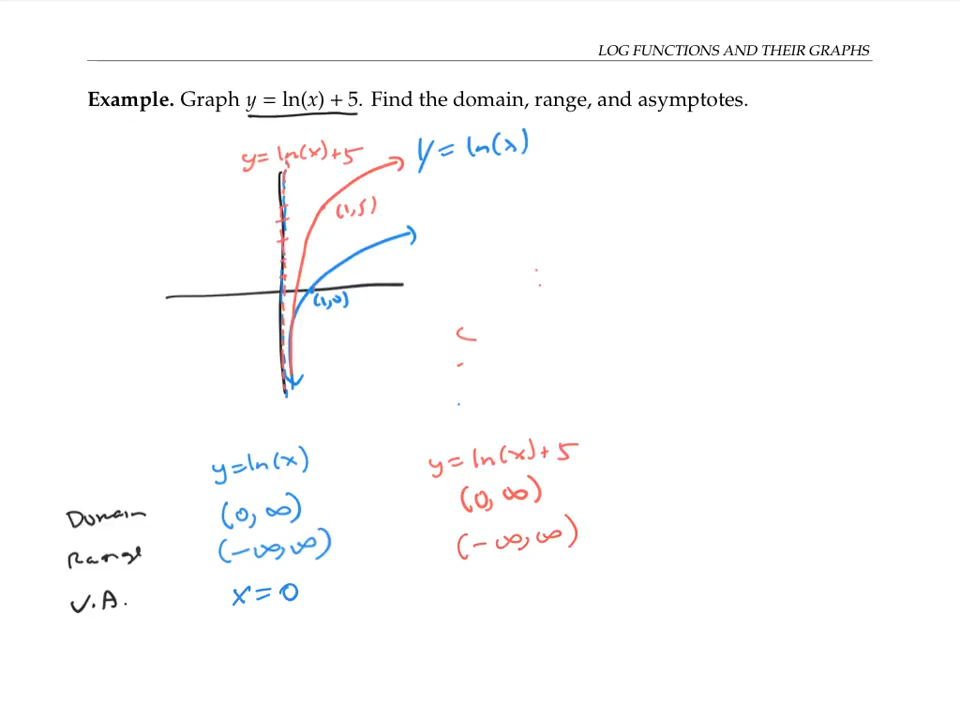 LOG FUNCTIONS AND THEIR GRAPHS
Example. Graph y = ln(x) + 5. Find the domain, range, and asymptotes.
y = ln(x)+5
y = ln(x)
(1,5)
(1,0)
y=ln(x)
y = ln(x)+5
Domain (0, ∞) (0, ∞)
Range (-∞,∞) (-∞,∞)
V.A. x=0